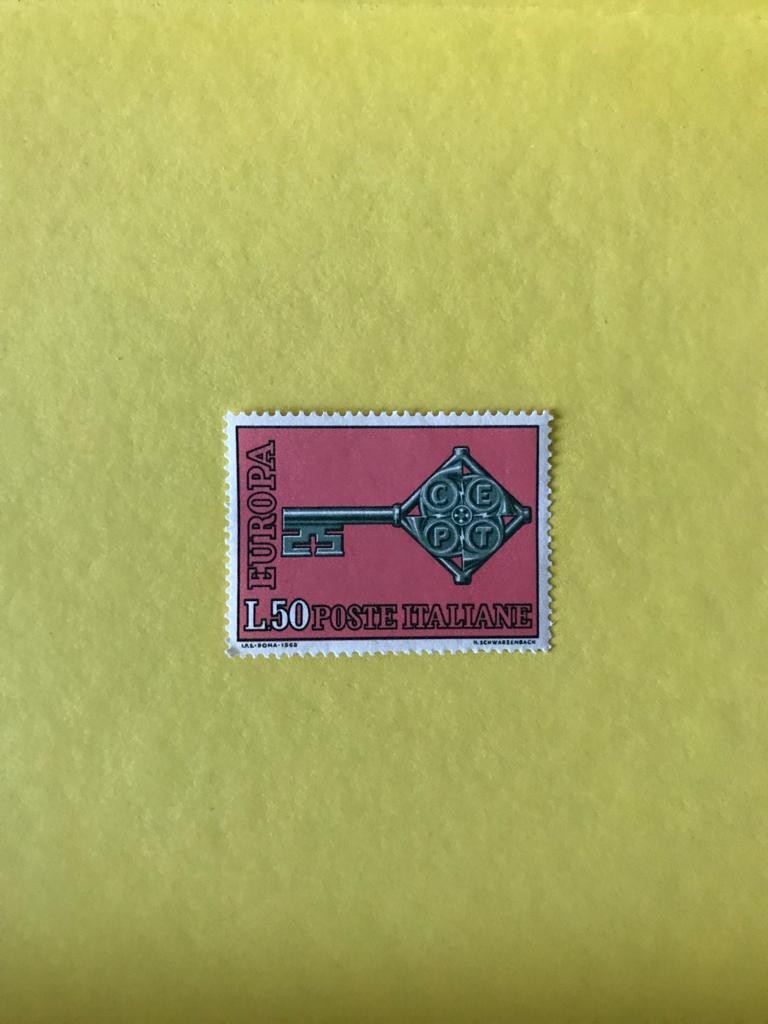 EUROPA
C E
P T
L.50 POSTE ITALIANE
I.P.S.-ROMA-1968
H. SCHWARZENBACH